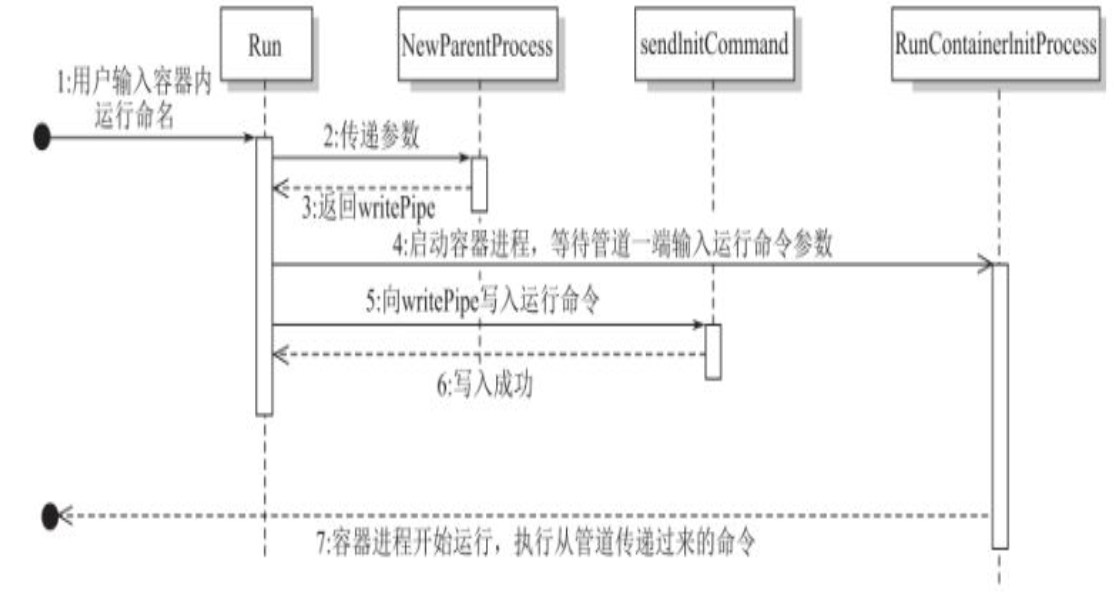 Run
NewParentProcess
sendInitCommand
RunContainerInitProcess
1:用户输入容器内
运行命名
2:传递参数
3:返回writePipe
4:启动容器进程，等待管道一端输入运行命令参数
5:向writePipe写入运行命令
6:写入成功
7:容器进程开始运行，执行从管道传递过来的命令